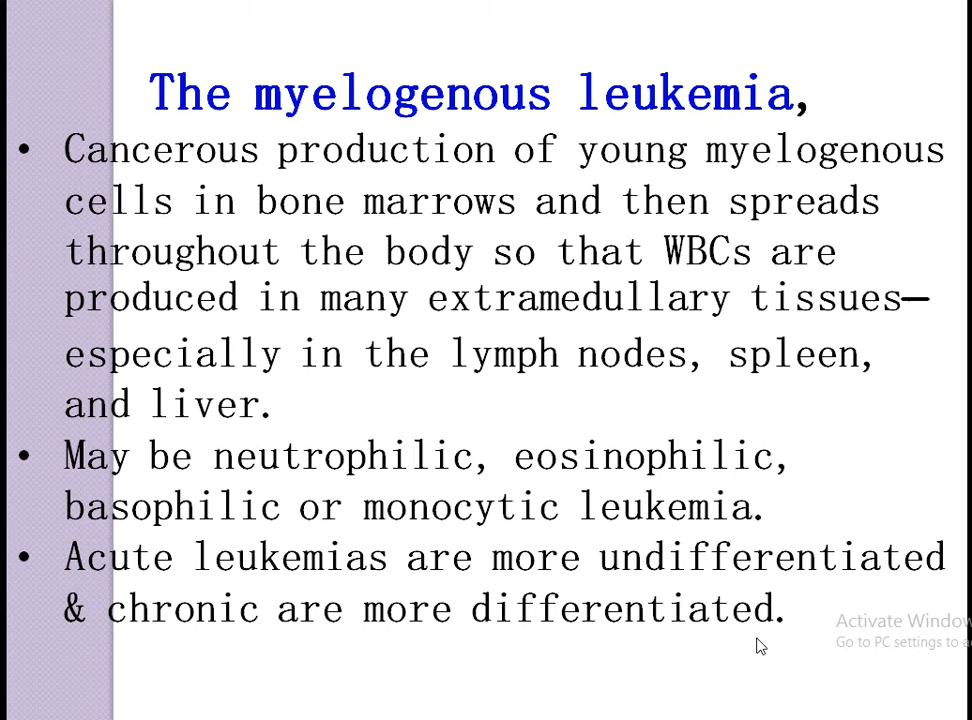 The myelogenous leukemia,
• Cancerous production of young myelogenous
cells in bone marrows and then spreads
throughout the body so that WBCs are
produced in many extramedullary tissues—
especially in the lymph nodes, spleen,
and liver.
• May be neutrophilic, eosinophilic,
basophilic or monocytic leukemia.
• Acute leukemias are more undifferentiated
& chronic are more differentiated.
Activate Window
Go to PC settings to a